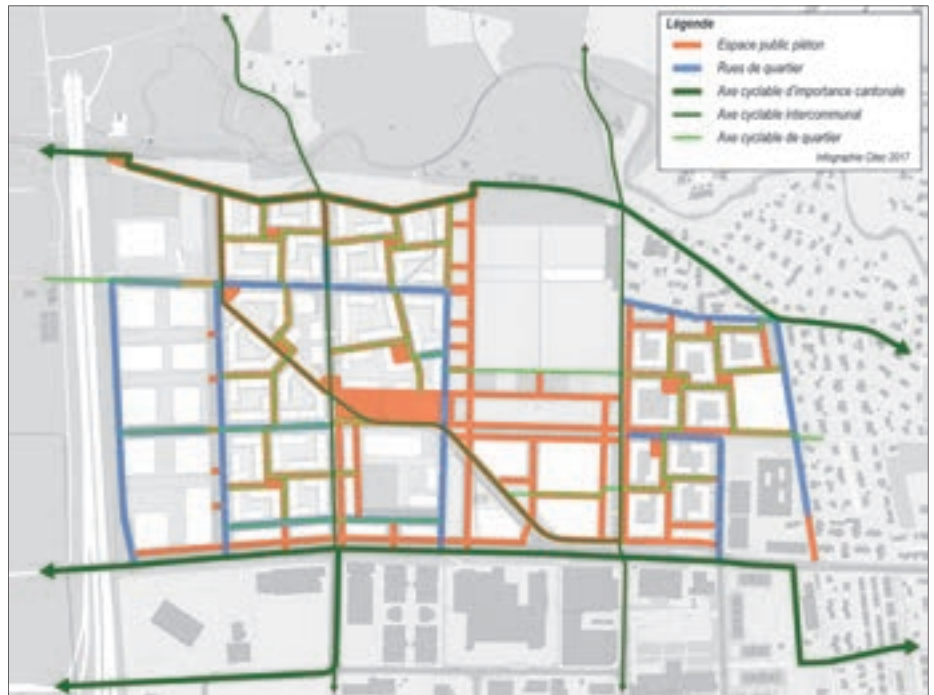 Légende
Espace public piéton
Rues de quartier
Axe cyclable d'importance cantonale
Axe cyclable intercommunal
Axe cyclable de quartier
Infographie Citec 2017